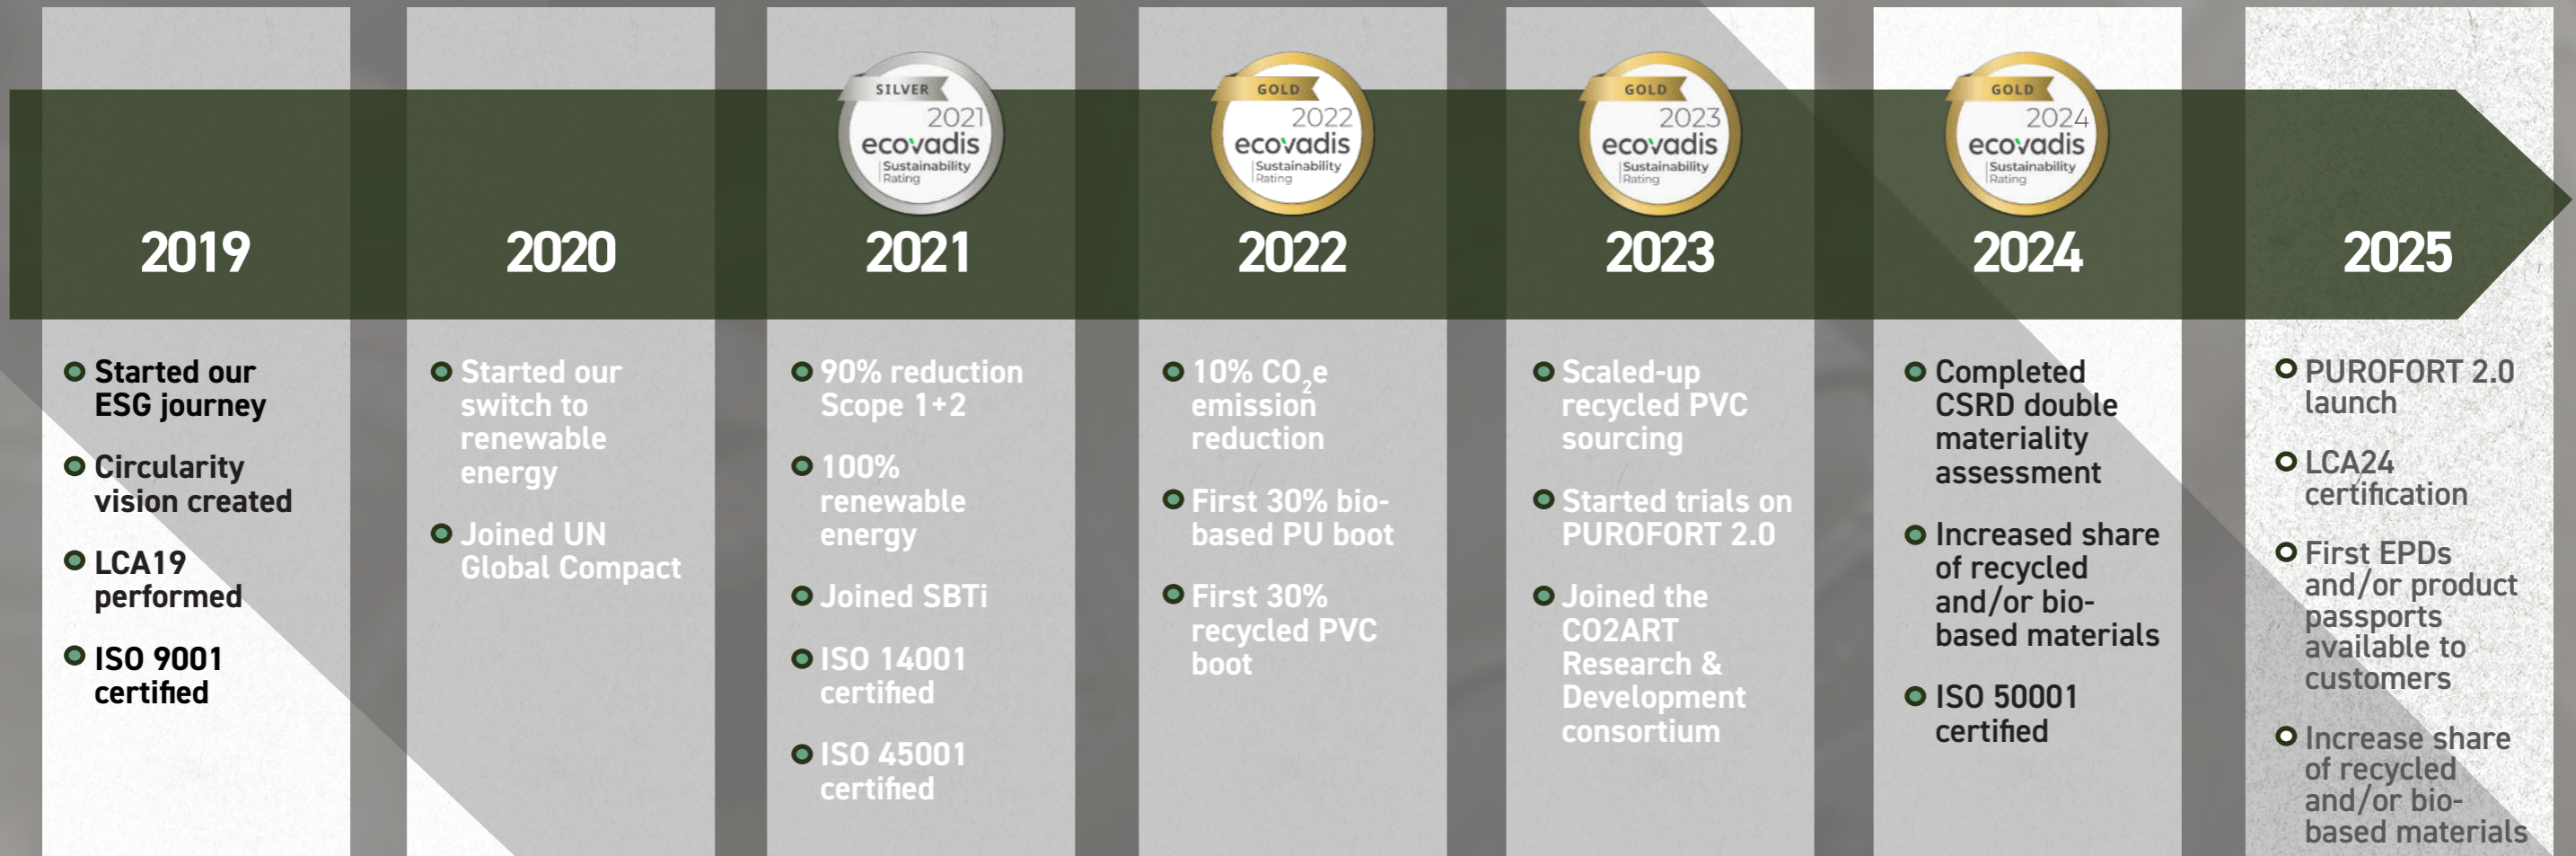 SILVER
2021
ecovadis
Sustainability
Rating
GOLD
2022
ecovadis
Sustainability
Rating
GOLD
2023
ecovadis
Sustainability
Rating
GOLD
2024
ecovadis
Sustainability
Rating
2019
Started our
ESG journey
Circularity
vision created
LCA19
performed
ISO 9001
certified
2020
Started our
switch to
renewable
energy
Joined UN
Global Compact
2021
90% reduction
Scope 1+2
100%
renewable
energy
Joined SBTi
ISO 14001
certified
ISO 45001
certified
2022
10% CO₂e
emission
reduction
First 30% bio-
based PU boot
First 30%
recycled PVC
boot
2023
Scaled-up
recycled PVC
sourcing
Started trials on
PUROFORT 2.0
Joined the
CO2ART
Research &
Development
consortium
2024
Completed
CSRD double
materiality
assessment
Increased share
of recycled
and/or bio-
based materials
ISO 50001
certified
2025
PUROFORT 2.0
launch
LCA24
certification
First EPDs
and/or product
passports
available to
customers
Increase share
of recycled
and/or bio-
based materials